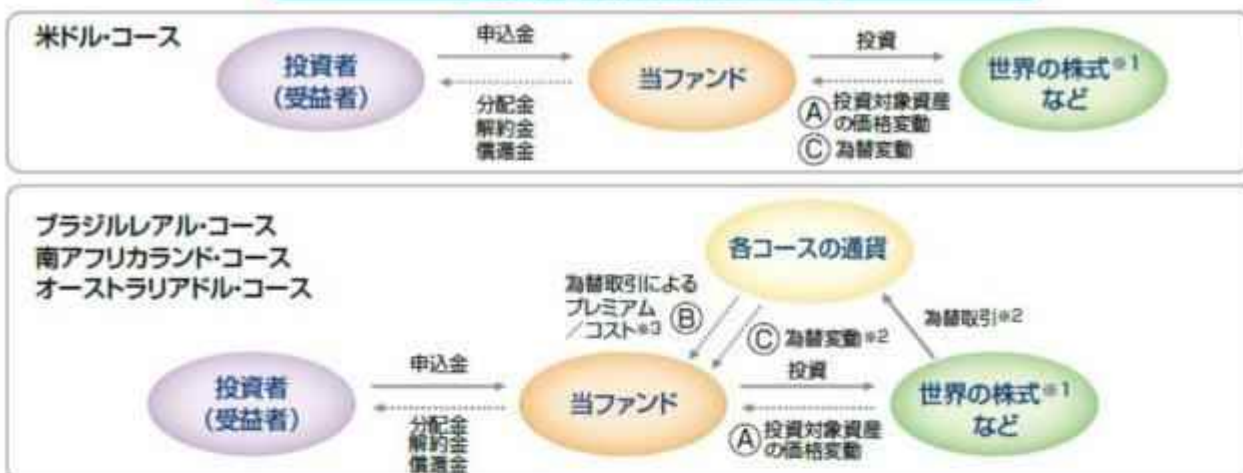 米ドル・コース
投資者
(受益者)
申込金
分配金
解約金
償還金
当ファンド
投資
Ⓐ投資対象資産
の価格変動
Ⓒ為替変動
世界の株式※1
など
ブラジルレアル・コース
南アフリカランド・コース
オーストラリアドル・コース
各コースの通貨
為替取引による
プレミアム
/コスト※3 Ⓑ
Ⓒ為替変動※2
為替取引※2
投資者
(受益者)
申込金
分配金
解約金
償還金
当ファンド
投資
Ⓐ投資対象資産
の価格変動
世界の株式※1
など